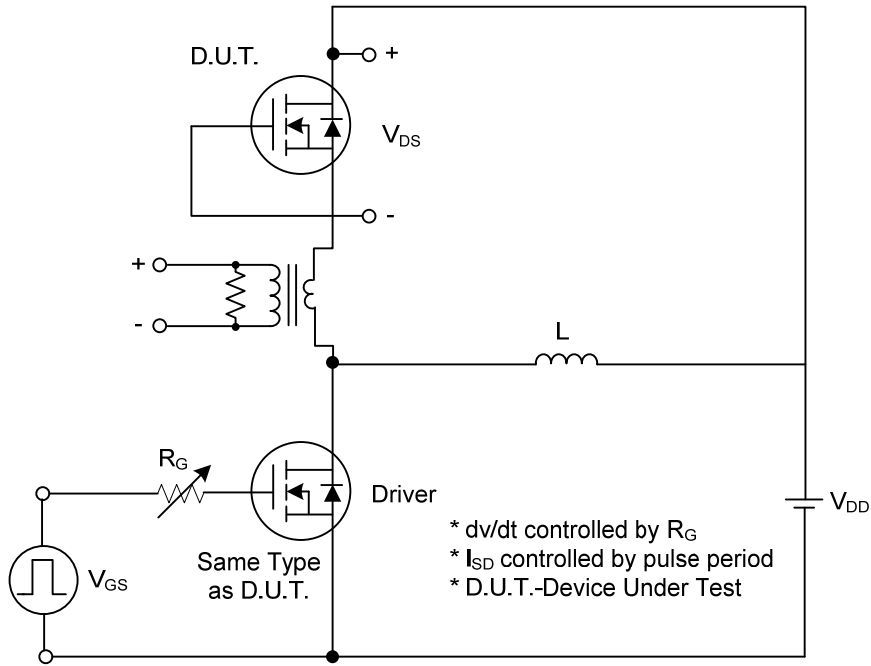 D.U.T.
+
VDS
-
+
-
L
RG
Driver
VDD
VGS
Same Type
as D.U.T.
* dv/dt controlled by RG
* ISD controlled by pulse period
* D.U.T.-Device Under Test